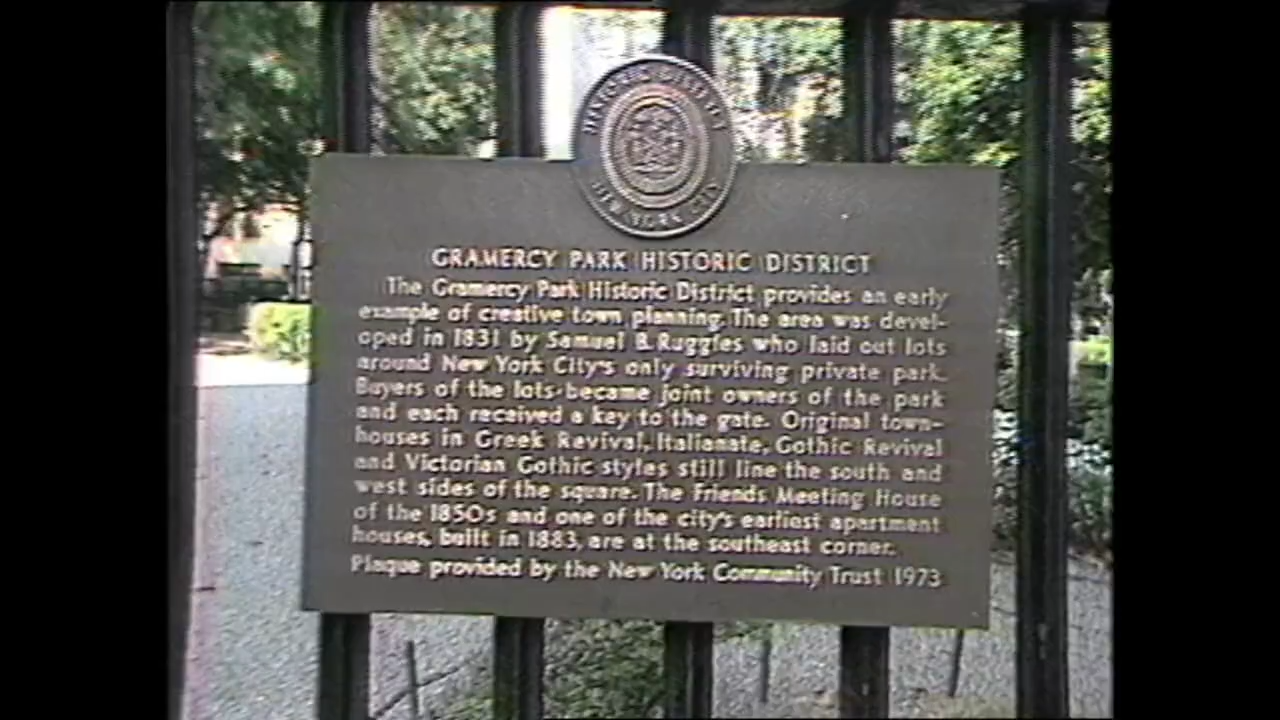 HISTORIC DISTRICT
NEW YORK CITY
GRAMERCY PARK HISTORIC DISTRICT
The Gramercy Park Historic District provides an early
example of creative town planning. The area was devel-
oped in 1831 by Samuel B. Ruggles who laid out lots
around New York City's only surviving private park.
Buyers of the lots became joint owners of the park
and each received a key to the gate. Original town-
houses in Greek Revival, Italianate, Gothic Revival
and Victorian Gothic styles still line the south and
west sides of the square. The Friends Meeting House
of the 1850s and one of the city's earliest apartment
houses, built in 1883, are at the southeast corner.
Plaque provided by the New York Community Trust 1973